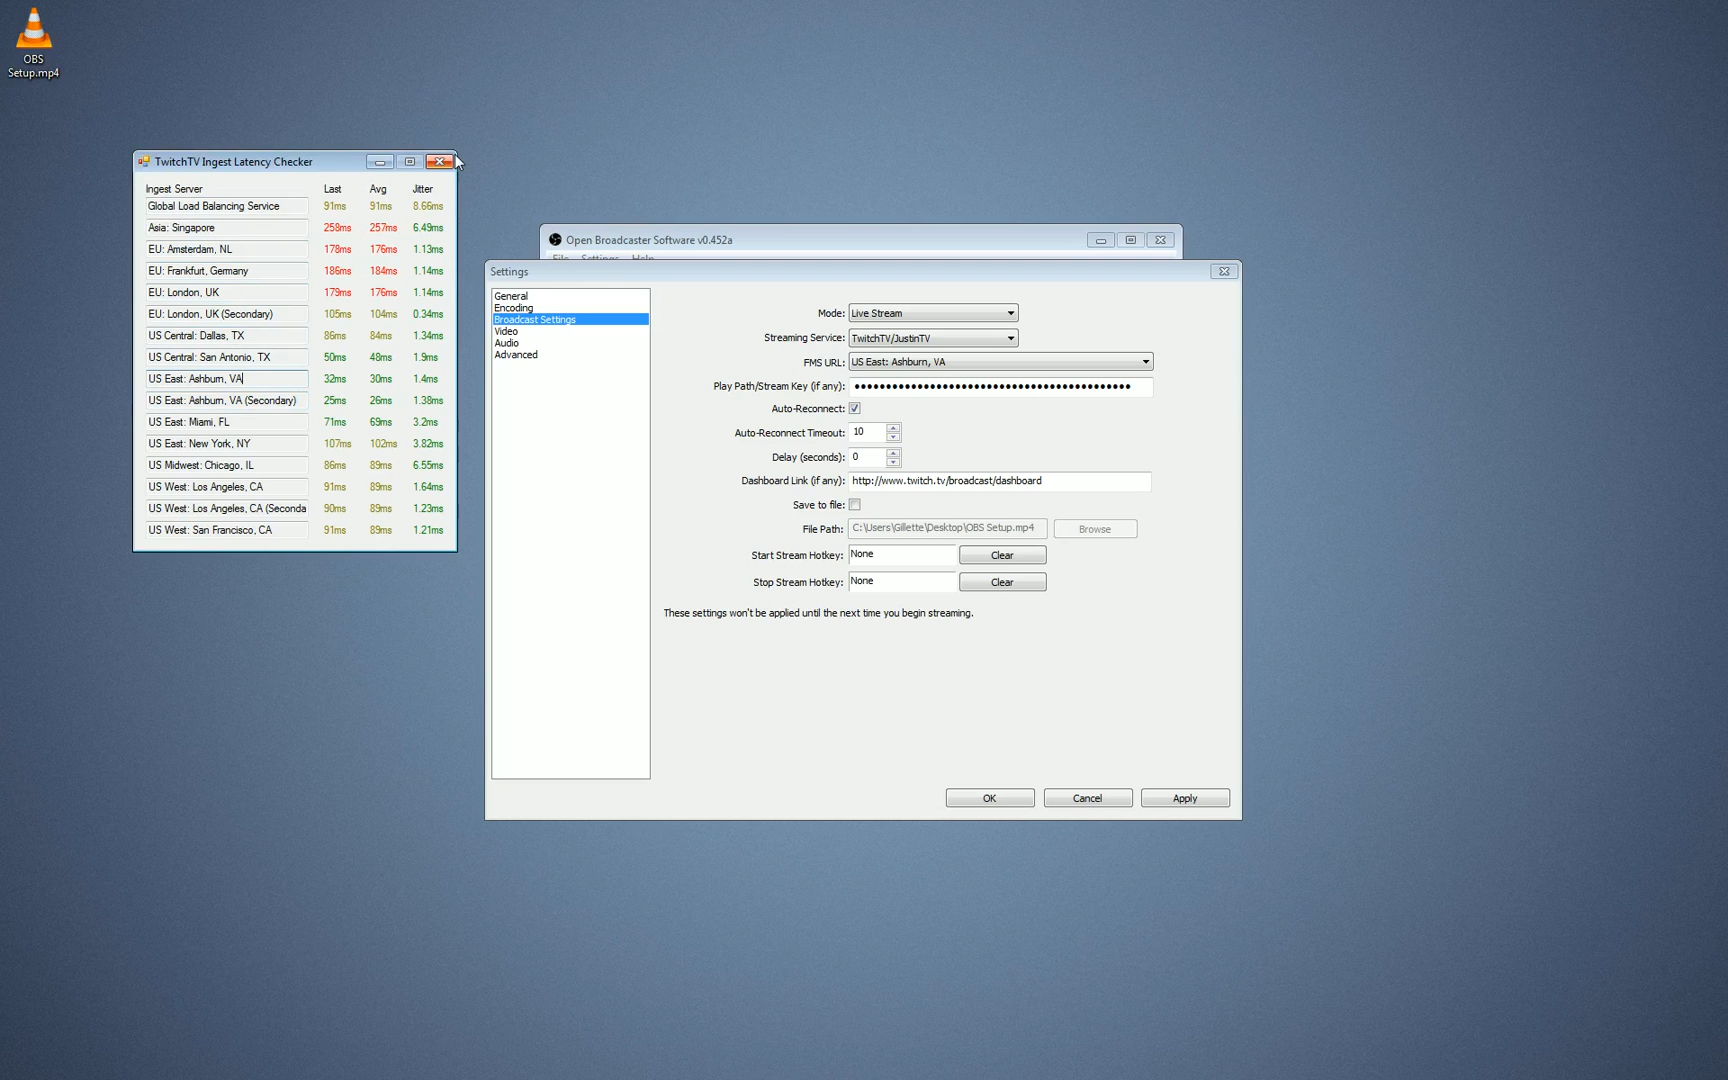 OBS
Setup.mp4
TwitchTV Ingest Latency Checker
Ingest Server Last Avg Jitter
Global Load Balancing Service 91ms 91ms 8.66ms
Asia: Singapore 258ms 257ms 6.49ms
EU: Amsterdam, NL 178ms 176ms 1.13ms
EU: Frankfurt, Germany 186ms 184ms 1.14ms
EU: London, UK 179ms 176ms 1.14ms
EU: London, UK (Secondary) 105ms 104ms 0.34ms
US Central: Dallas, TX 86ms 84ms 1.34ms
US Central: San Antonio, TX 50ms 48ms 1.9ms
US East: Ashburn, VA 32ms 30ms 1.4ms
US East: Ashburn, VA (Secondary) 25ms 26ms 1.38ms
US East: Miami, FL 71ms 69ms 3.2ms
US East: New York, NY 107ms 102ms 3.82ms
US Midwest: Chicago, IL 86ms 89ms 6.55ms
US West: Los Angeles, CA 91ms 89ms 1.64ms
US West: Los Angeles, CA (Seconda 90ms 89ms 1.23ms
US West: San Francisco, CA 91ms 89ms 1.21ms
Open Broadcaster Software v0.452a
File Settings Help
Settings
General
Encoding
Broadcast Settings
Video
Audio
Advanced
Mode: Live Stream
Streaming Service: TwitchTV/JustinTV
FMS URL: US East: Ashburn, VA
Play Path/Stream Key (if any):
Auto-Reconnect:
Auto-Reconnect Timeout: 10
Delay (seconds): 0
Dashboard Link (if any): http://www.twitch.tv/broadcast/dashboard
Save to file:
File Path: C:\Users\Gillette\Desktop\OBS Setup.mp4 Browse
Start Stream Hotkey: None Clear
Stop Stream Hotkey: None Clear
These settings won't be applied until the next time you begin streaming.
OK Cancel Apply